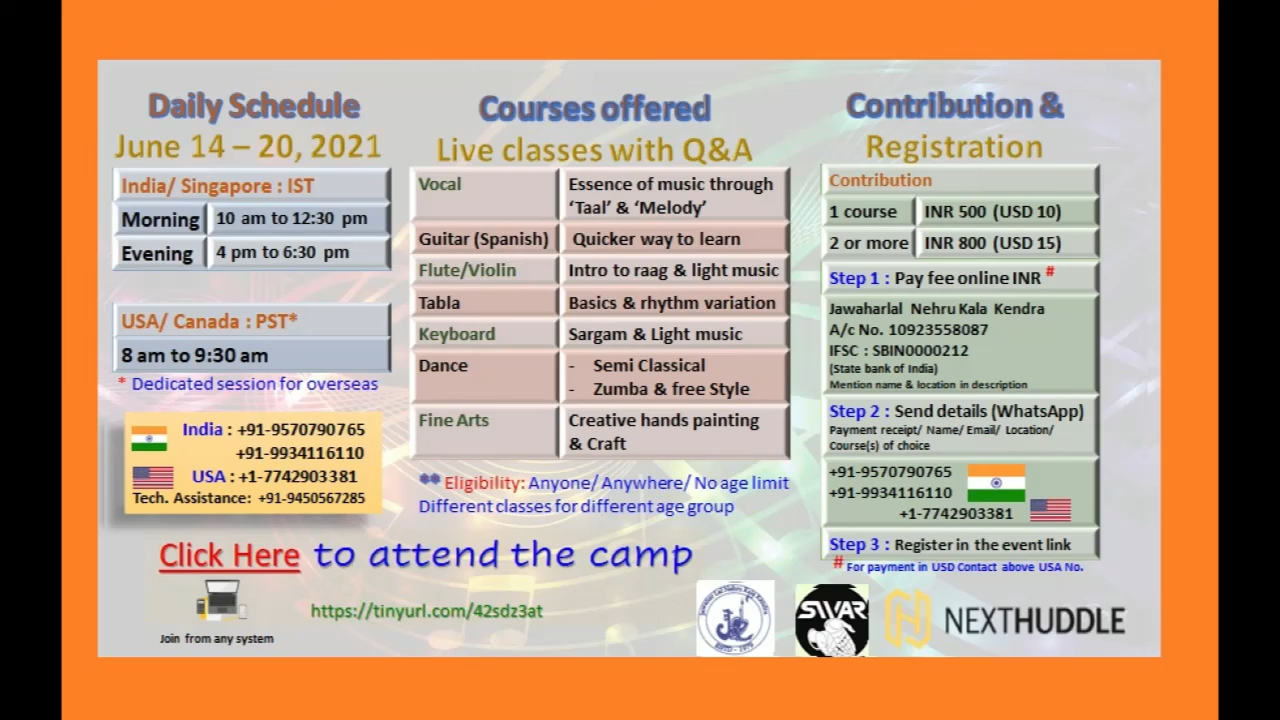 Daily Schedule
June 14 – 20, 2021
India/ Singapore : IST
Morning 10 am to 12:30 pm
Evening 4 pm to 6:30 pm
USA/ Canada : PST*
8 am to 9:30 am
* Dedicated session for overseas
India : +91-9570790765
+91-9934116110
USA : +1-7742903381
Tech. Assistance: +91-9450567285
Courses offered
Live classes with Q&A
Vocal Essence of music through
‘Taal’ & ‘Melody’
Guitar (Spanish) Quicker way to learn
Flute/Violin Intro to raag & light music
Tabla Basics & rhythm variation
Keyboard Sargam & Light music
Dance - Semi Classical
- Zumba & free Style
Fine Arts Creative hands painting
& Craft
** Eligibility: Anyone/ Anywhere/ No age limit
Different classes for different age group
Contribution &
Registration
Contribution
1 course INR 500 (USD 10)
2 or more INR 800 (USD 15)
Step 1 : Pay fee online INR #
Jawaharlal Nehru Kala Kendra
A/c No. 10923558087
IFSC : SBIN0000212
(State bank of India)
Mention name & location in description
Step 2 : Send details (WhatsApp)
Payment receipt/ Name/ Email/ Location/
Course(s) of choice
+91-9570790765
+91-9934116110
+1-7742903381
Step 3 : Register in the event link
# For payment in USD Contact above USA No.
Click Here to attend the camp
https://tinyurl.com/42sdz3at
Join from any system
SWAR
NEXTHUDDLE